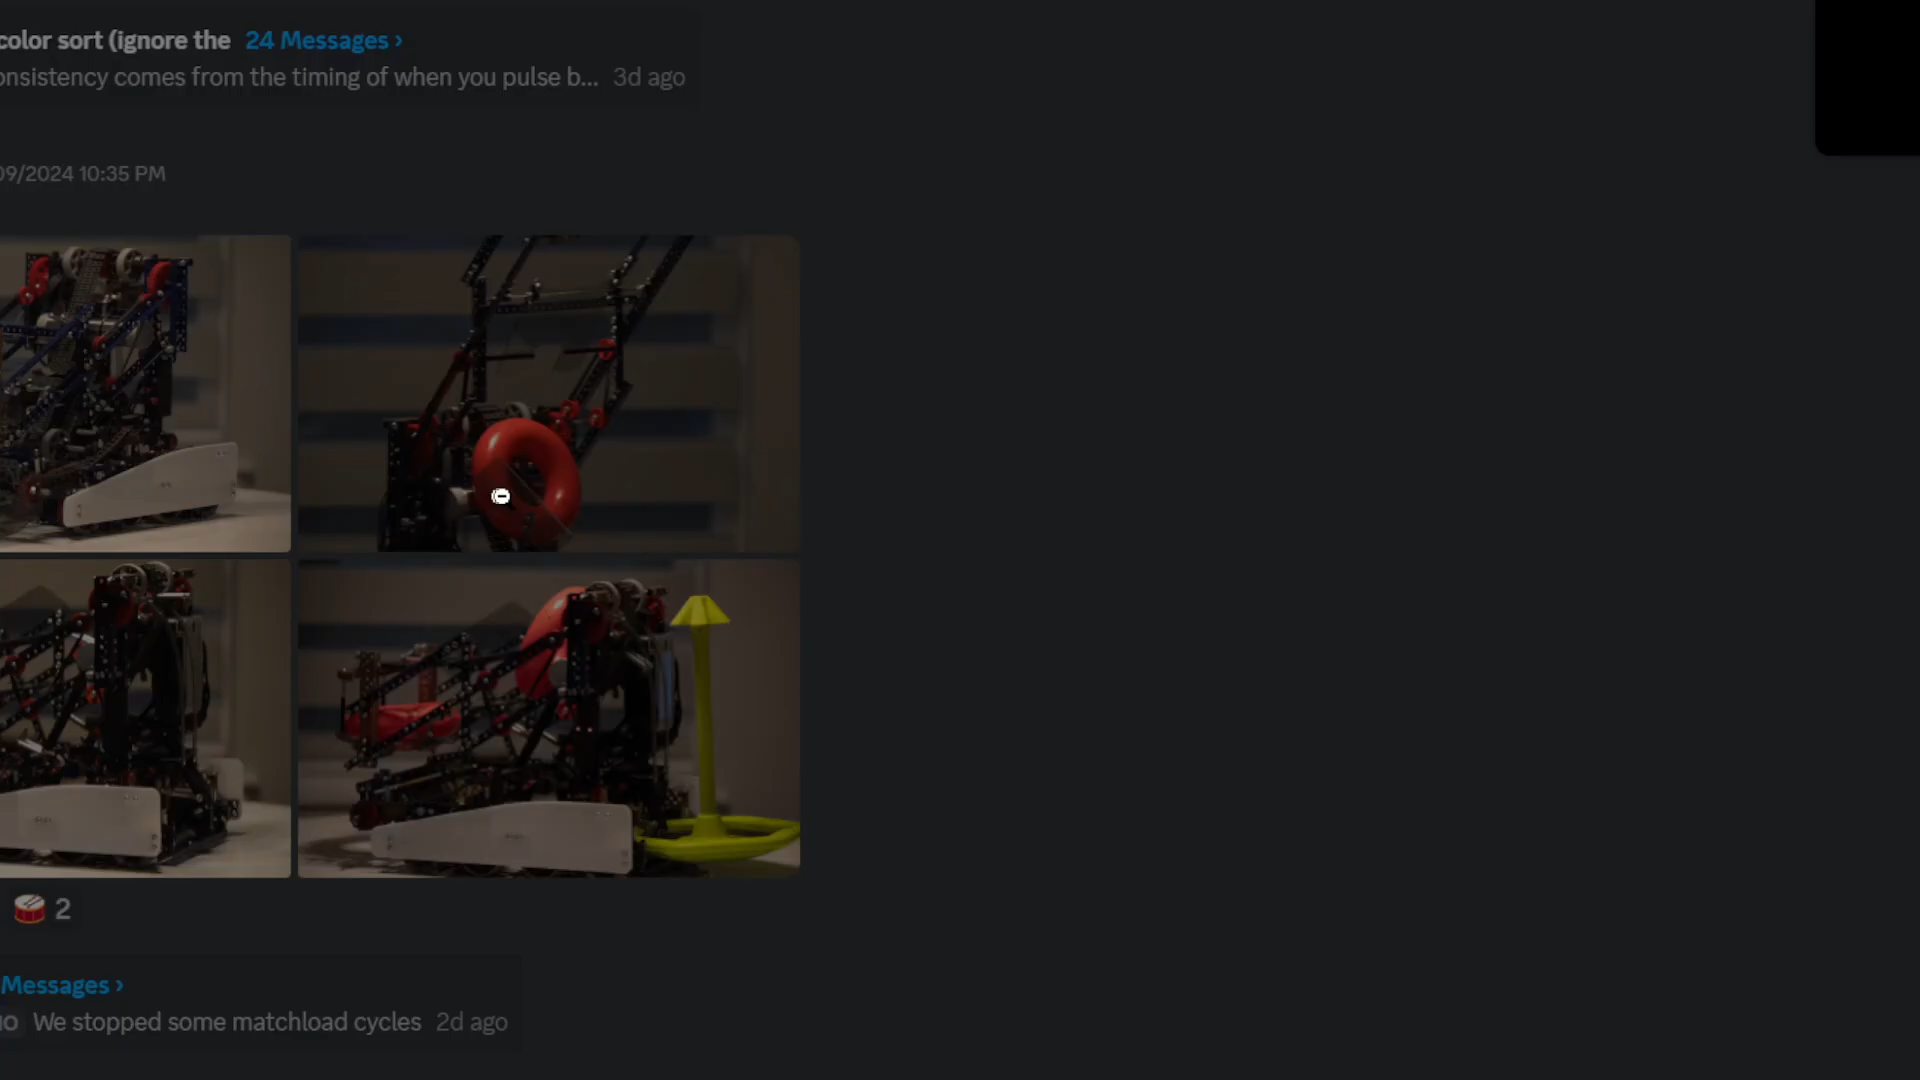 color sort (ignore the 24 Messages ›
onsistency comes from the timing of when you pulse b... 3d ago
09/2024 10:35 PM
2
Messages ›
We stopped some matchload cycles 2d ago